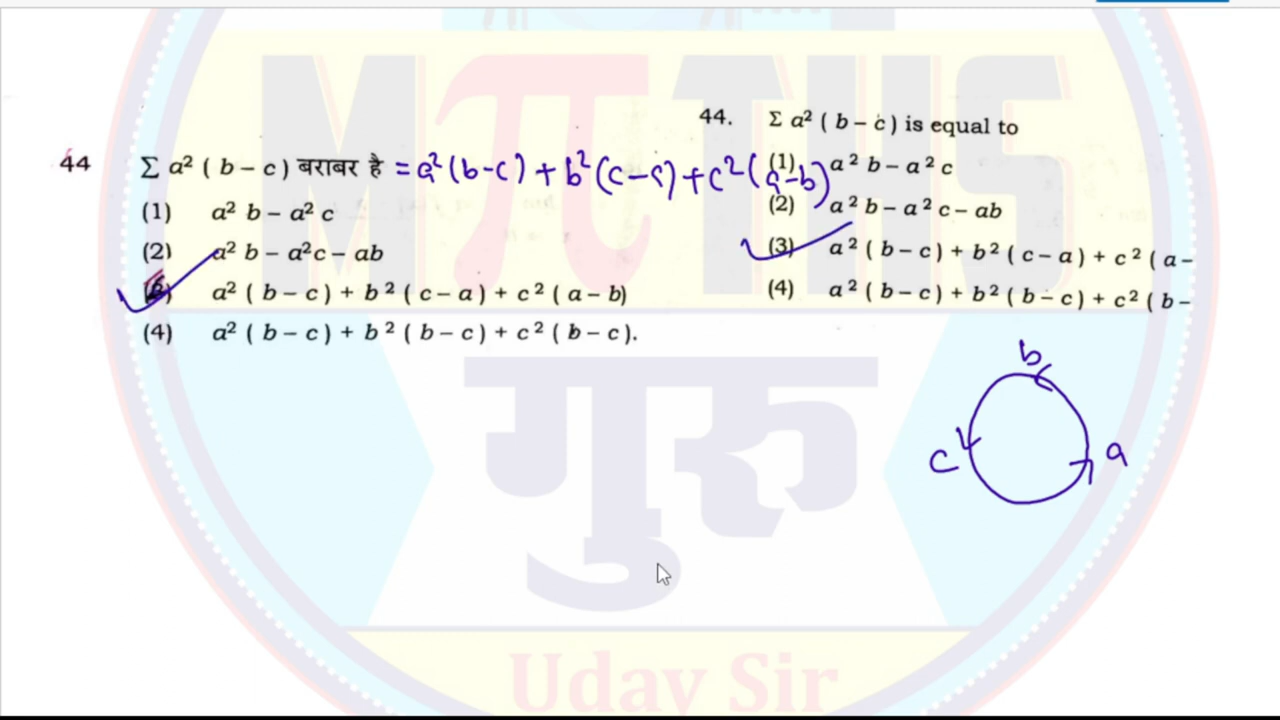 44 Σ a² ( b – c ) बराबर है = a²(b-c) + b²(c-a) + c²(a-b)
(1) a² b – a² c
(2) a² b – a²c – ab
a² ( b – c ) + b² ( c – a ) + c² ( a – b)
(4) a² ( b – c ) + b² ( b – c ) + c² ( b – c ).
44. Σ a² ( b – c ) is equal to
(1) a² b – a² c
(2) a² b – a² c – ab
(3) a² ( b – c ) + b² ( c – a ) + c² ( a –
(4) a² ( b – c ) + b² ( b – c ) + c² ( b –
b
c a
MπTHS
गुरु
Uday Sir